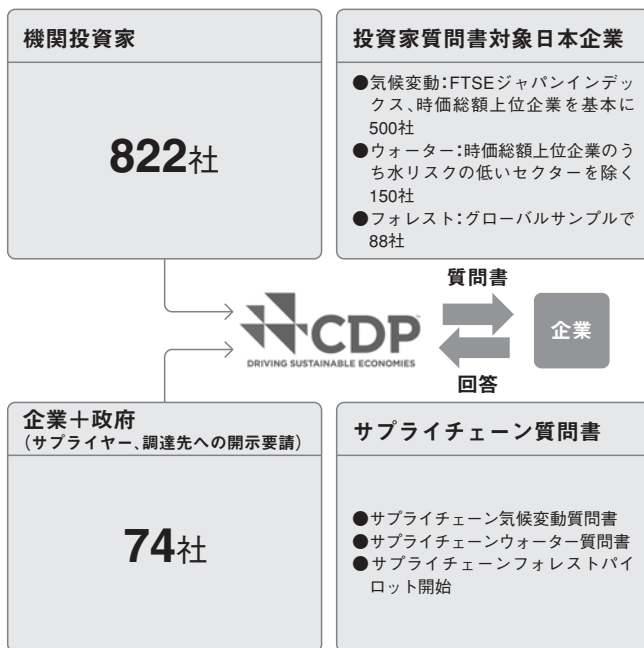 機関投資家
822社
投資家質問書対象日本企業
●気候変動:FTSEジャパンインデッ
クス、時価総額上位企業を基本に
500社
●ウォーター:時価総額上位企業のう
ち水リスクの低いセクターを除く
150社
●フォレスト:グローバルサンプルで
88社
CDP
DRIVING SUSTAINABLE ECONOMIES
質問書
企業
回答
企業+政府
(サプライヤー、調達先への開示要請)
74社
サプライチェーン質問書
●サプライチェーン気候変動質問書
●サプライチェーンウォーター質問書
●サプライチェーンフォレストパイ
ロット開始